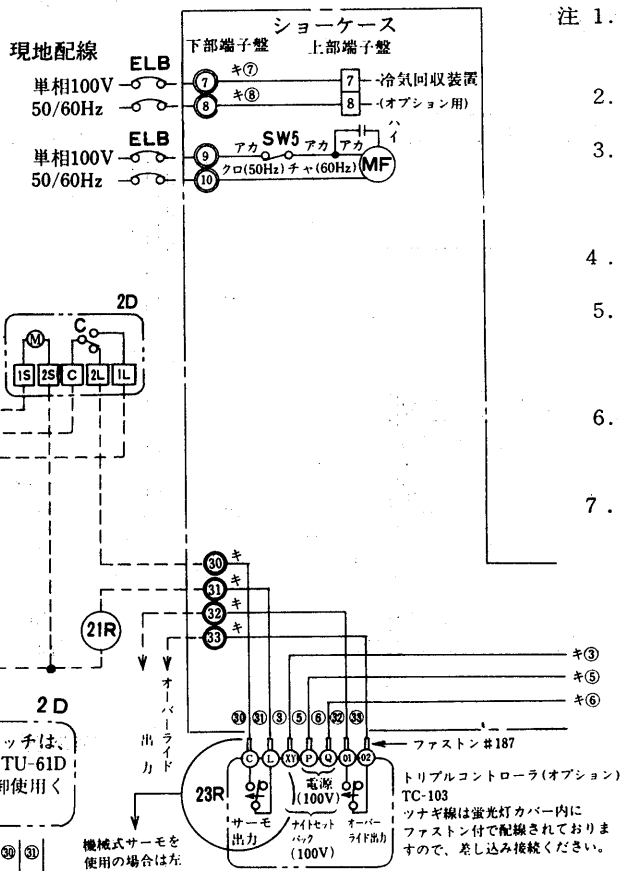 ショーケース
注 1.
現地配線
下部端子盤
上部端子盤
ELB
単相100V
7
キ⑦
7
冷気回収装置
50/60Hz
8
キ⑧
8
(オプション用)
2.
ELB
単相100V
9
アカ
SW5
アカ
アカ
ハイ
3.
50/60Hz
10
クロ(50Hz)チャ(60Hz)
MF
4.
5.
2D
M
C
1S
2S
C
2L
1L
6.
7.
30
キ
31
キ
32
キ
33
キ
21R
オーバーライド
出力
キ③
キ⑤
キ⑥
2D
ッチは、
TU-61D
御使用く
㉚
㉛
㉚
㉛
③
⑤
⑥
㉜
㉝
ファストン#187
C
L
XY
P
Q
01
02
23R
サーモ
出力
電源
(100V)
ナイトセット
バック
(100V)
オーバー
ライド出力
トリプルコントローラ(オプション)
TC-103
ツナギ線は蛍光灯カバー内に
ファストン付で配線されておりま
すので、差し込み接続ください。
機械式サーモを
使用の場合は左